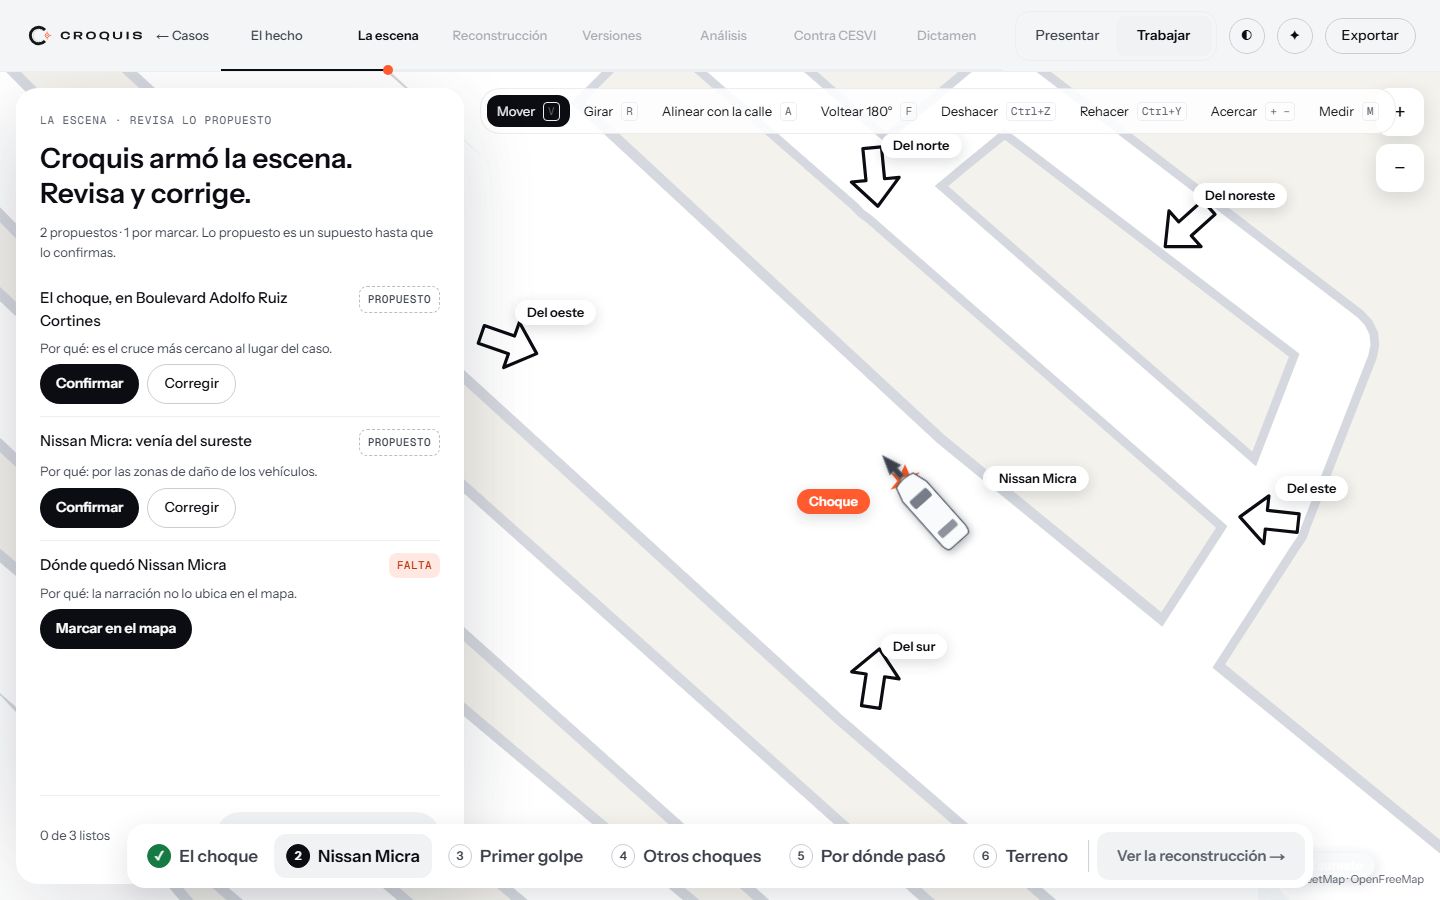 CROQUIS
← Casos
El hecho
La escena
Reconstrucción
Versiones
Análisis
Contra CESVI
Dictamen
Presentar
Trabajar
Exportar
LA ESCENA · REVISA LO PROPUESTO
Croquis armó la escena.
Revisa y corrige.
2 propuestos · 1 por marcar. Lo propuesto es un supuesto hasta que
lo confirmas.
El choque, en Boulevard Adolfo Ruiz
Cortines
PROPUESTO
Por qué: es el cruce más cercano al lugar del caso.
Confirmar
Corregir
Nissan Micra: venía del sureste
PROPUESTO
Por qué: por las zonas de daño de los vehículos.
Confirmar
Corregir
Dónde quedó Nissan Micra
FALTA
Por qué: la narración no lo ubica en el mapa.
Marcar en el mapa
0 de 3 listos
Mover V
Girar R
Alinear con la calle A
Voltear 180° F
Deshacer Ctrl+Z
Rehacer Ctrl+Y
Acercar + −
Medir M
+
−
Del norte
Del noreste
Del oeste
Nissan Micra
Choque
Del este
Del sur
✓ El choque
2 Nissan Micra
3 Primer golpe
4 Otros choques
5 Por dónde pasó
6 Terreno
Ver la reconstrucción →
eetMap · OpenFreeMap